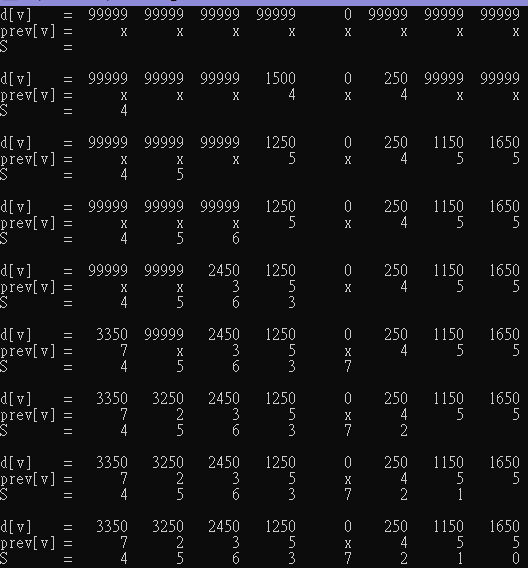 d[v]    =  99999  99999  99999  99999      0  99999  99999  99999
prev[v] =      x      x      x      x      x      x      x      x
S       =
d[v]    =  99999  99999  99999   1500      0    250  99999  99999
prev[v] =      x      x      x      4      x      4      x      x
S       =      4
d[v]    =  99999  99999  99999   1250      0    250   1150   1650
prev[v] =      x      x      x      5      x      4      5      5
S       =      4      5
d[v]    =  99999  99999  99999   1250      0    250   1150   1650
prev[v] =      x      x      x      5      x      4      5      5
S       =      4      5      6
d[v]    =  99999  99999   2450   1250      0    250   1150   1650
prev[v] =      x      x      3      5      x      4      5      5
S       =      4      5      6      3
d[v]    =   3350  99999   2450   1250      0    250   1150   1650
prev[v] =      7      x      3      5      x      4      5      5
S       =      4      5      6      3      7
d[v]    =   3350   3250   2450   1250      0    250   1150   1650
prev[v] =      7      2      3      5      x      4      5      5
S       =      4      5      6      3      7      2
d[v]    =   3350   3250   2450   1250      0    250   1150   1650
prev[v] =      7      2      3      5      x      4      5      5
S       =      4      5      6      3      7      2      1
d[v]    =   3350   3250   2450   1250      0    250   1150   1650
prev[v] =      7      2      3      5      x      4      5      5
S       =      4      5      6      3      7      2      1      0